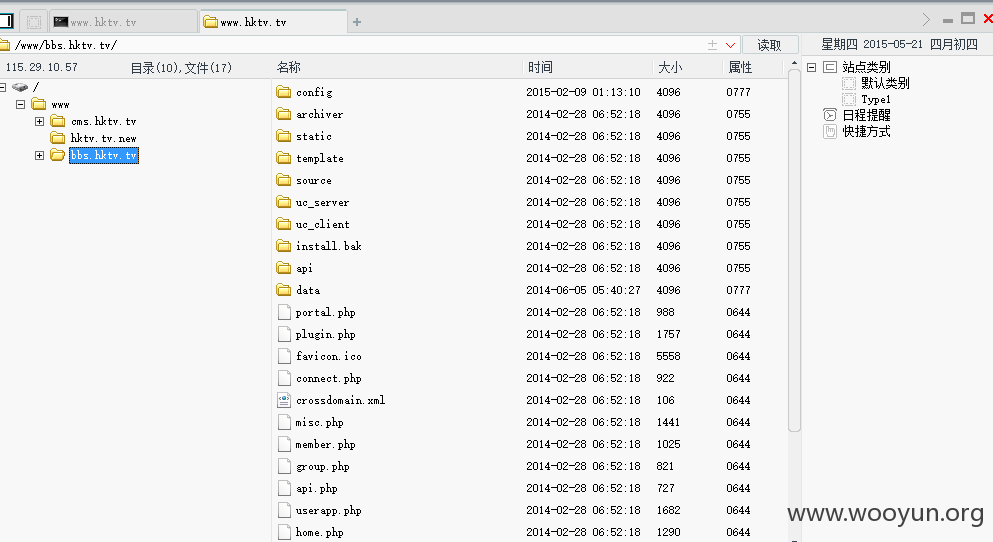 www.hktv.tv
www.hktv.tv
/www/bbs.hktv.tv/
读取
星期四 2015-05-21 四月初四
115.29.10.57
目录(10),文件(17)
名称
时间
大小
属性
/
www
cms.hktv.tv
hktv.tv.new
bbs.hktv.tv
config 2015-02-09 01:13:10 4096 0777
archiver 2014-02-28 06:52:18 4096 0755
static 2014-02-28 06:52:18 4096 0755
template 2014-02-28 06:52:18 4096 0755
source 2014-02-28 06:52:18 4096 0755
uc_server 2014-02-28 06:52:18 4096 0755
uc_client 2014-02-28 06:52:18 4096 0755
install.bak 2014-02-28 06:52:18 4096 0755
api 2014-02-28 06:52:18 4096 0755
data 2014-06-05 05:40:27 4096 0777
portal.php 2014-02-28 06:52:18 988 0644
plugin.php 2014-02-28 06:52:18 1757 0644
favicon.ico 2014-02-28 06:52:18 5558 0644
connect.php 2014-02-28 06:52:18 922 0644
crossdomain.xml 2014-02-28 06:52:18 106 0644
misc.php 2014-02-28 06:52:18 1441 0644
member.php 2014-02-28 06:52:18 1025 0644
group.php 2014-02-28 06:52:18 821 0644
api.php 2014-02-28 06:52:18 727 0644
userapp.php 2014-02-28 06:52:18 1682 0644
home.php 2014-02-28 06:52:18 1290 0644
站点类别
默认类别
Type1
日程提醒
快捷方式
www.wooyun.org